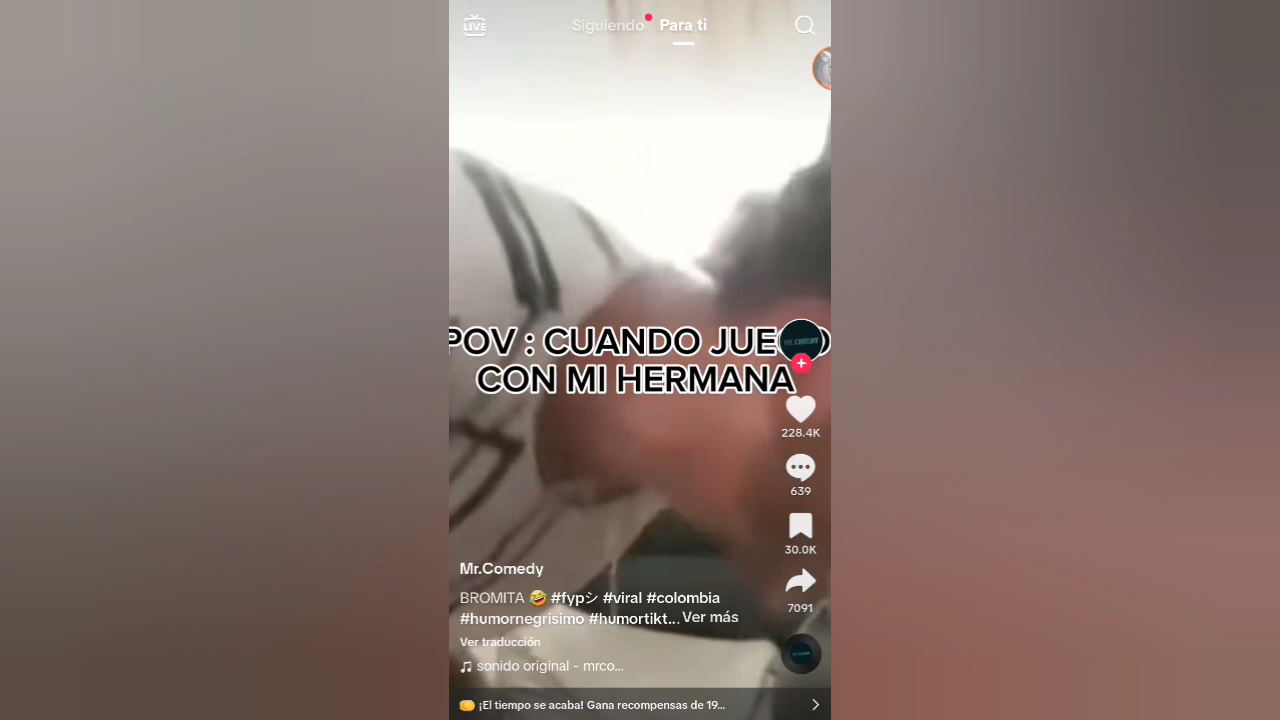 LIVE
Siguiendo
Para ti
POV : CUANDO JUEGO
CON MI HERMANA
228.4K
639
30.0K
7091
Mr.Comedy
BROMITA 🤣 #fypシ #viral #colombia
#humornegrisimo #humortikt... Ver más
Ver traducción
sonido original - mrco...
¡El tiempo se acaba! Gana recompensas de 19...